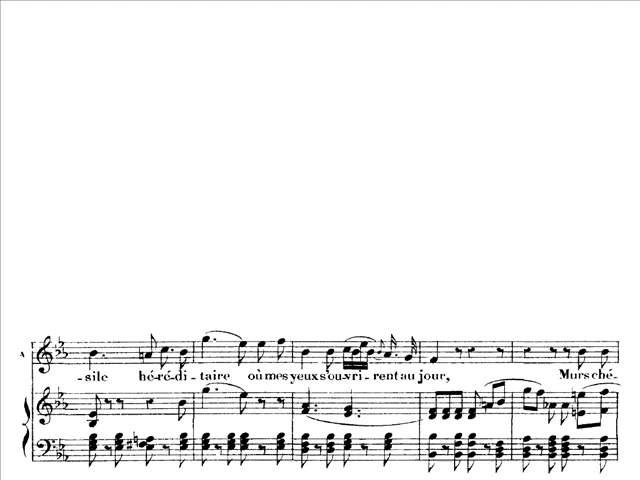 A
- sile hé-ré-di-taire où mes yeux s'ou-vri-rent au jour, Murs ché-